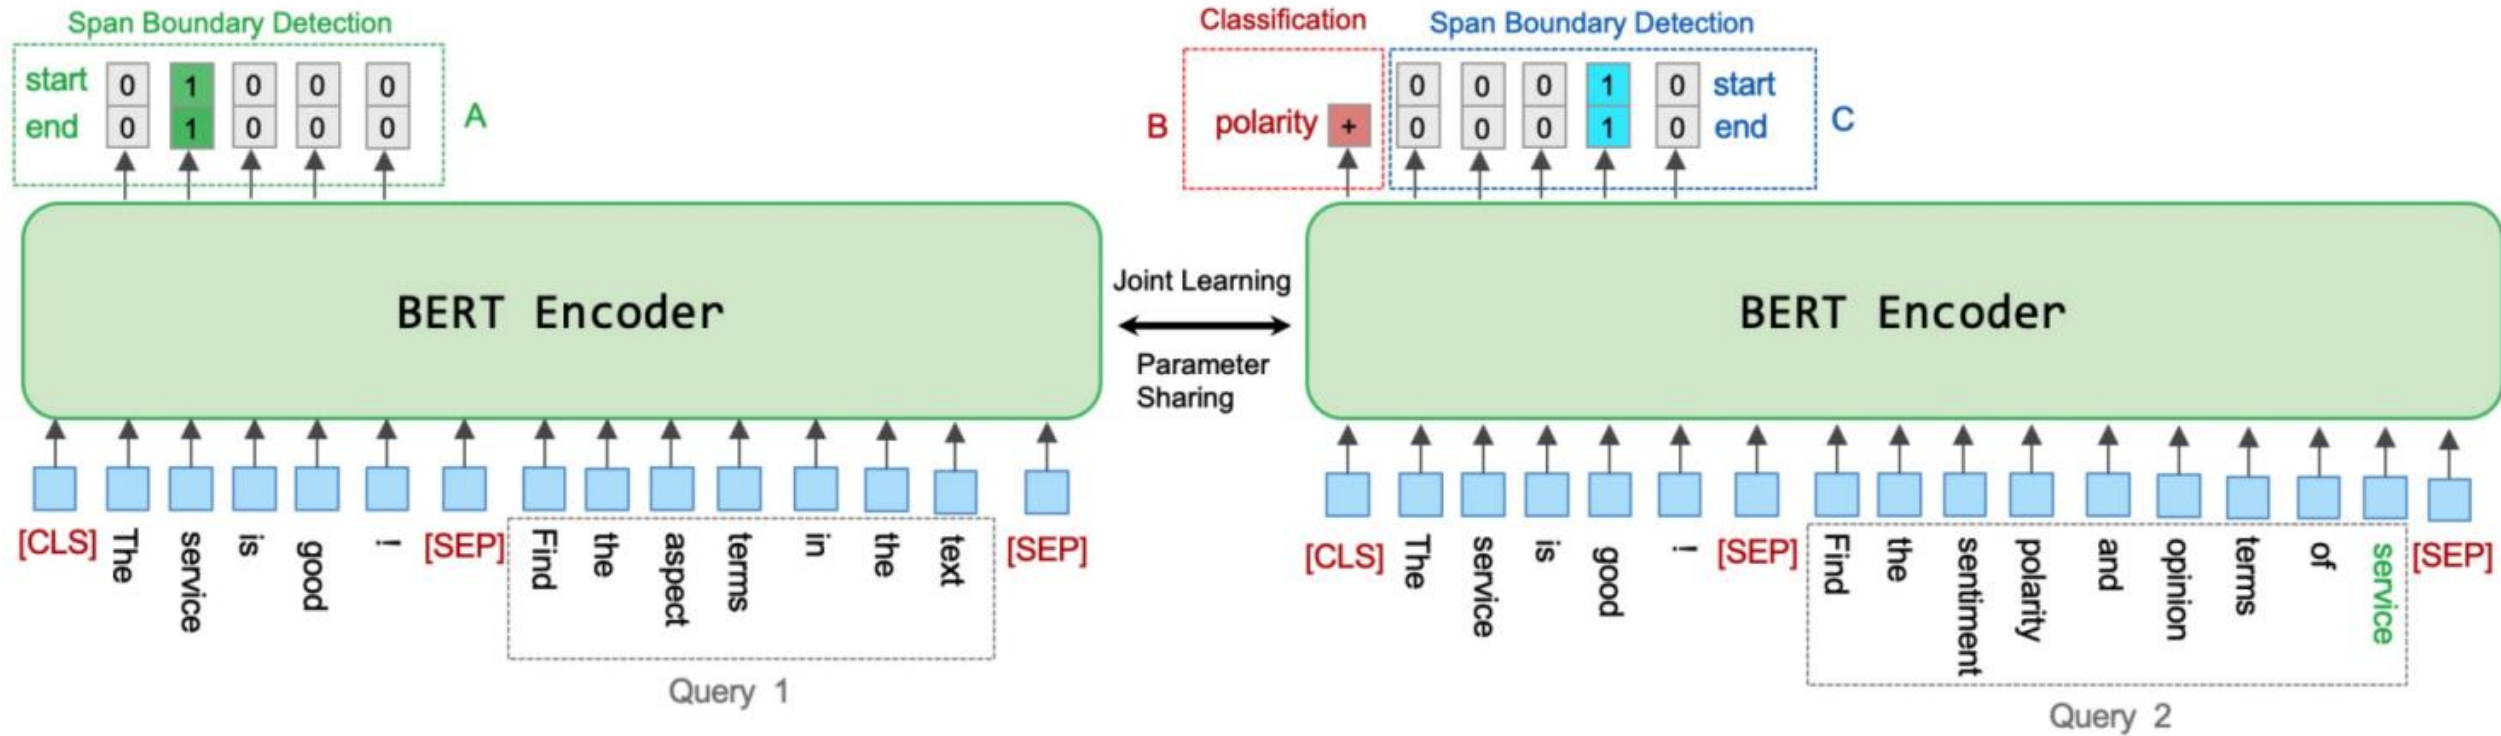 Span Boundary Detection
start 0 1 0 0 0
end 0 1 0 0 0
A
BERT Encoder
[CLS] The service is good ! [SEP] Find the aspect terms in the text [SEP]
Query 1
Joint Learning
Parameter
Sharing
Classification
B
polarity +
Span Boundary Detection
0 0 0 1 0 start
0 0 0 1 0 end
C
BERT Encoder
[CLS] The service is good ! [SEP] Find the sentiment polarity and opinion terms of service [SEP]
Query 2